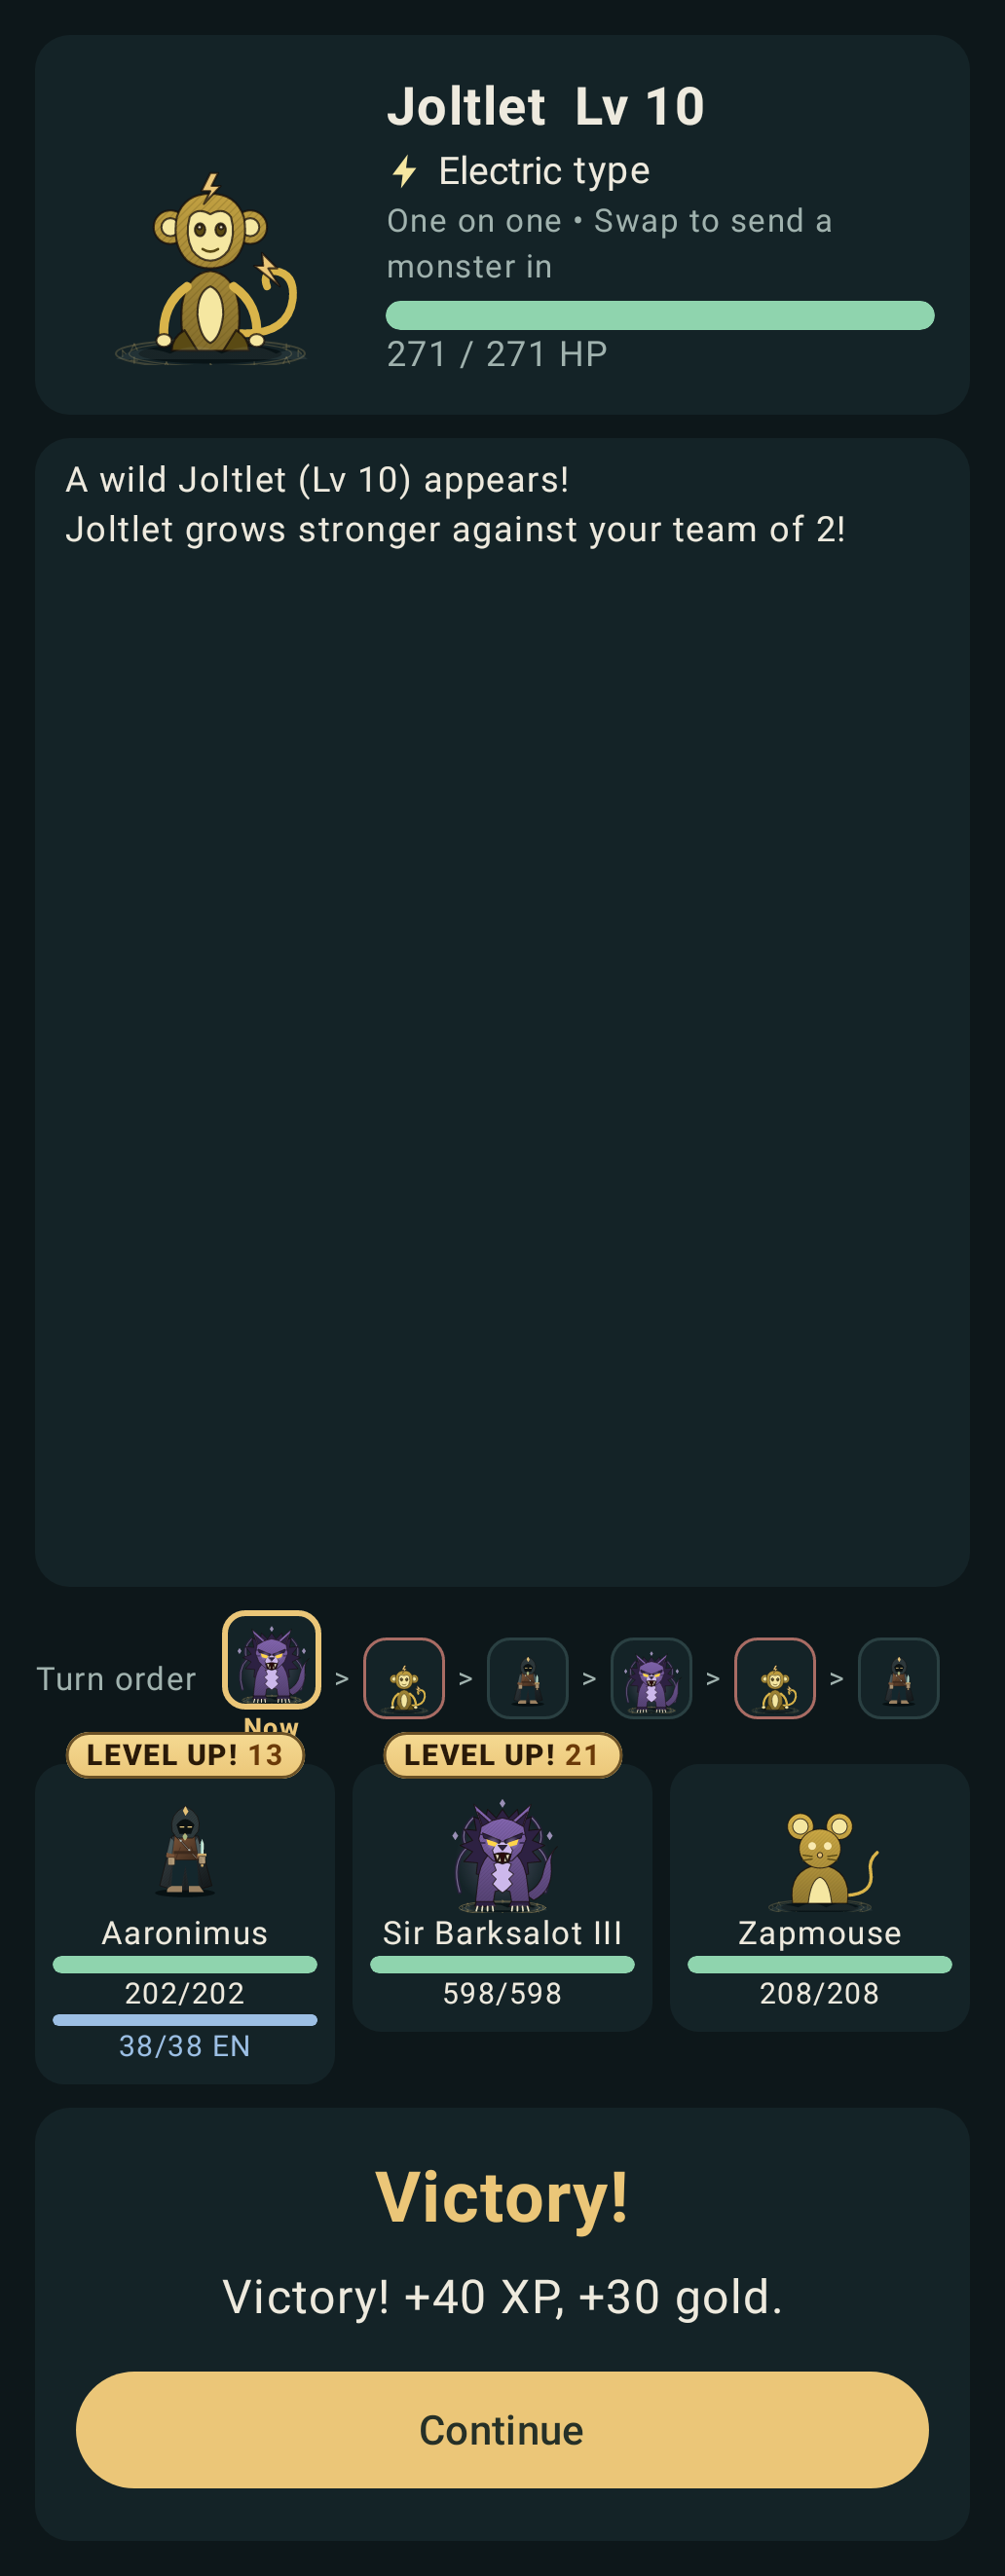 Joltlet Lv 10
Electric type
One on one • Swap to send a
monster in
271 / 271 HP
A wild Joltlet (Lv 10) appears!
Joltlet grows stronger against your team of 2!
Turn order
>
>
>
>
>
Now
LEVEL UP! 13
LEVEL UP! 21
Aaronimus
202/202
38/38 EN
Sir Barksalot III
598/598
Zapmouse
208/208
Victory!
Victory! +40 XP, +30 gold.
Continue